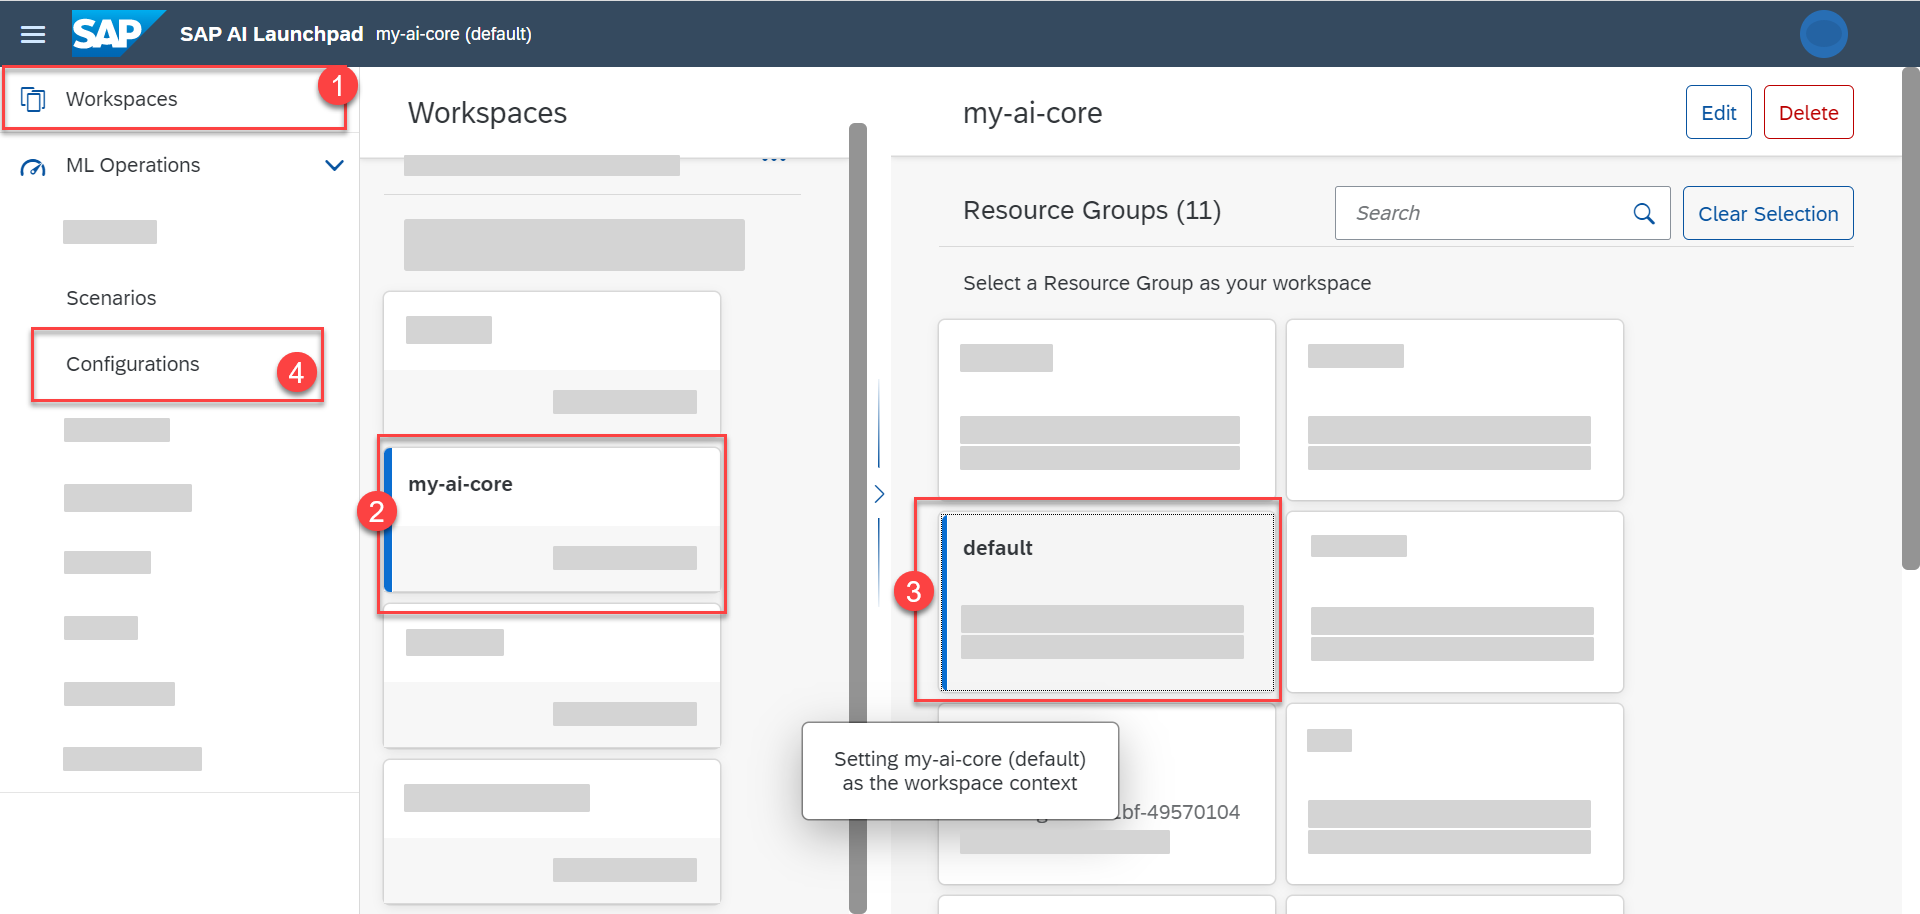 SAP
SAP AI Launchpad my-ai-core (default)
Workspaces
1
ML Operations
Scenarios
Configurations
4
Workspaces
my-ai-core
2
my-ai-core
Edit
Delete
Resource Groups (11)
Search
Clear Selection
Select a Resource Group as your workspace
default
3
Setting my-ai-core (default)
as the workspace context
bf-49570104